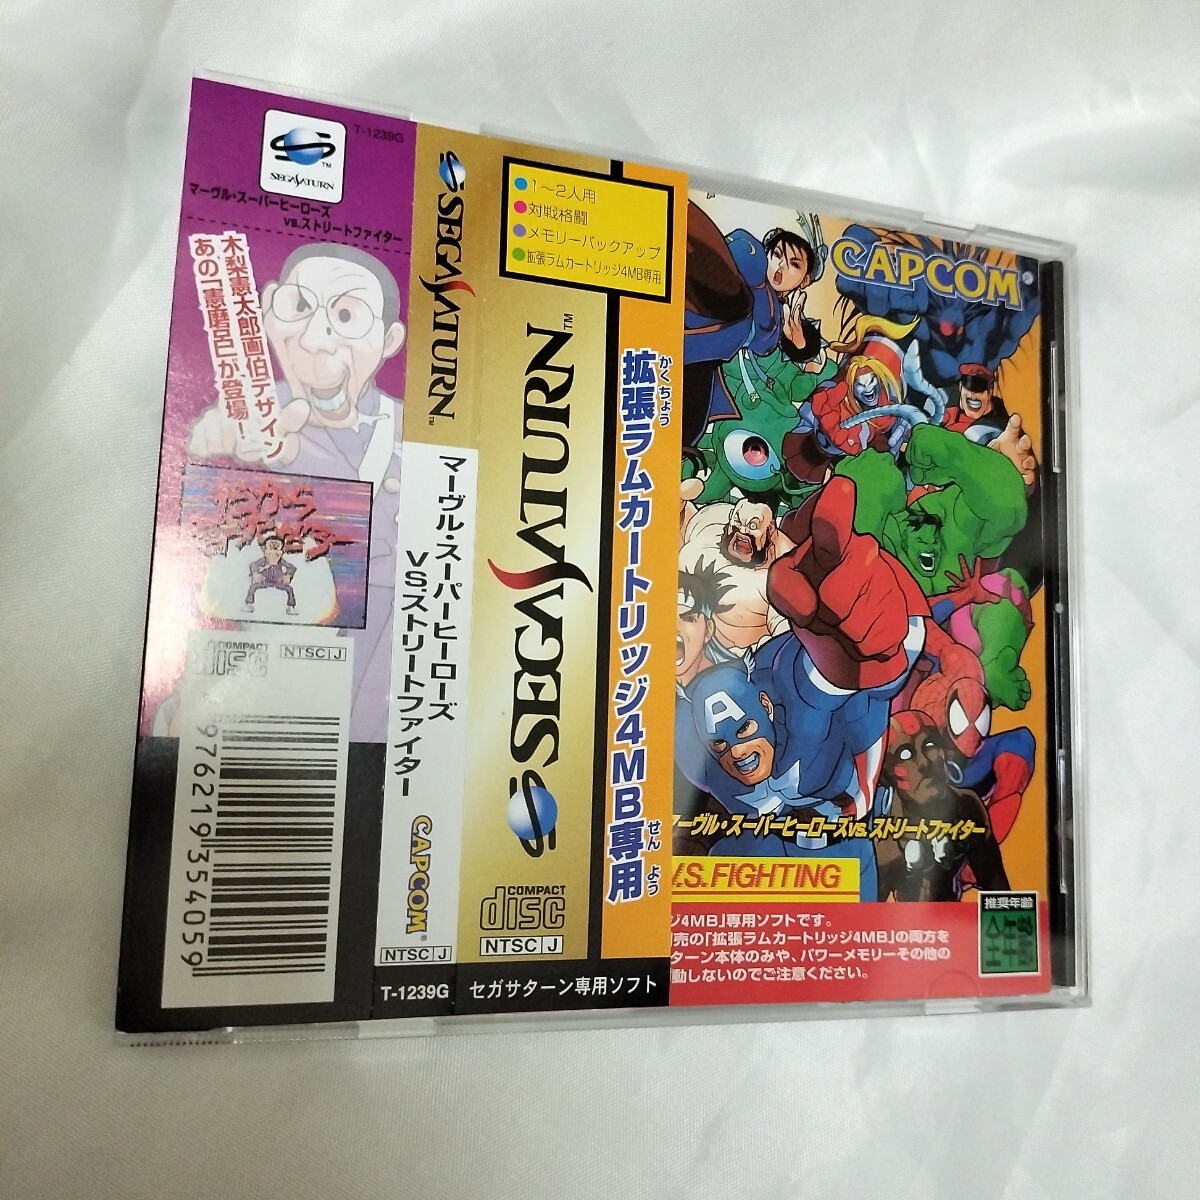 T-1239G
SEGA SATURN
マーヴル・スーパーヒーローズ
vs.ストリートファイター
木梨憲太郎画伯デザイン
あの「憲磨呂」が登場!
COMPACT
disc
NTSC J
976219354059
SEGA SATURN™
マーヴル・スーパーヒーローズ
VS.ストリートファイター
CAPCOM
NTSC J
T-1239G
1〜2人用
対戦格闘
メモリーバックアップ
拡張ラムカートリッジ4MB専用
SEGA SATURN™
COMPACT
disc
NTSC J
セガサターン専用ソフト
かくちょう
拡張ラムカートリッジ4MB専用
せんよう
CAPCOM
A
マーヴル・スーパーヒーローズvs.ストリートファイター
V.S. FIGHTING
ジ4MB」専用ソフトです。
売の「拡張ラムカートリッジ4MB」の両方を
ターン本体のみや、パワーメモリーその他の
動しないのでご注意ください。
推奨年齢
全年齢